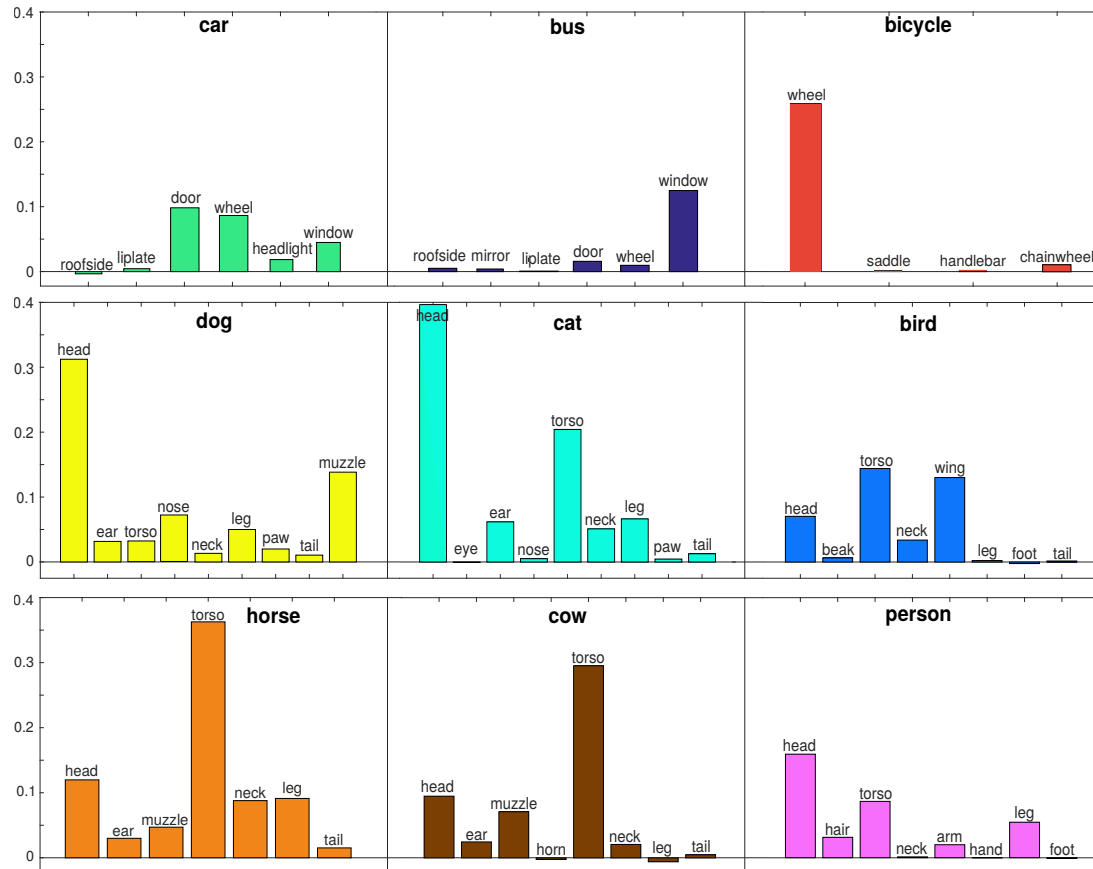 0.4
car
bus
bicycle
0.3
wheel
0.2
door
window
wheel
0.1
window
liplate
headlight
roofside
roofside
mirror
liplate
door
wheel
saddle
handlebar
chainwheel
0
0.4
dog
head
cat
bird
head
0.3
torso
0.2
muzzle
torso
wing
nose
ear
leg
head
0.1
ear
torso
neck
leg
paw
tail
eye
nose
neck
paw
tail
beak
neck
leg
foot
tail
0
0.4
torso
horse
cow
person
0.3
torso
0.2
head
head
neck
leg
head
muzzle
torso
leg
0.1
ear
muzzle
tail
ear
horn
neck
leg
tail
hair
neck
arm
hand
foot
0